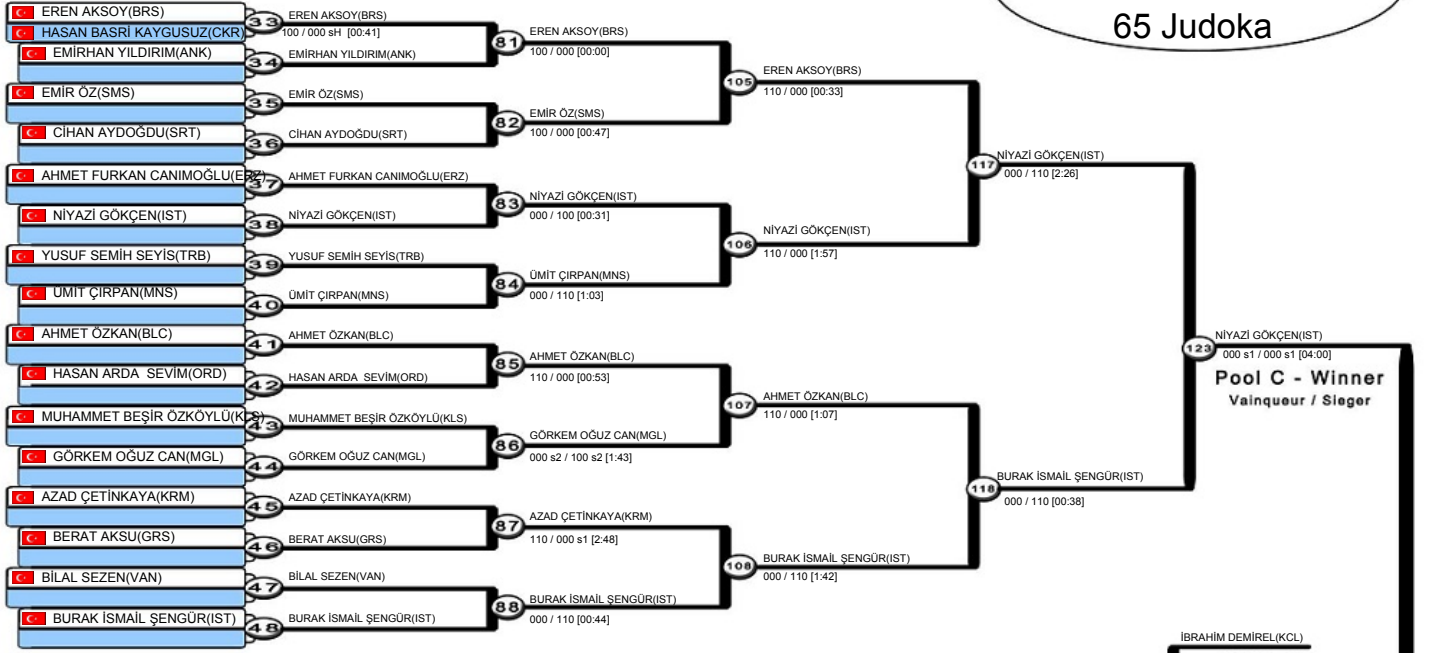 65 Judoka
EREN AKSOY(BRS)
HASAN BASRİ KAYGUSUZ(CKR)
EMİRHAN YILDIRIM(ANK)
EMİR ÖZ(SMS)
CİHAN AYDOĞDU(SRT)
AHMET FURKAN CANIMOĞLU(ERZ)
NİYAZİ GÖKÇEN(IST)
YUSUF SEMİH SEYİS(TRB)
ÜMİT ÇIRPAN(MNS)
AHMET ÖZKAN(BLC)
HASAN ARDA SEVİM(ORD)
MUHAMMET BEŞİR ÖZKÖYLÜ(KLS)
GÖRKEM OĞUZ CAN(MGL)
AZAD ÇETİNKAYA(KRM)
BERAT AKSU(GRS)
BİLAL SEZEN(VAN)
BURAK İSMAİL ŞENGÜR(IST)
33
34
35
36
37
38
39
40
41
42
43
44
45
46
47
48
EREN AKSOY(BRS)
100 / 000 sH [00:41]
EMİRHAN YILDIRIM(ANK)
EMİR ÖZ(SMS)
CİHAN AYDOĞDU(SRT)
AHMET FURKAN CANIMOĞLU(ERZ)
NİYAZİ GÖKÇEN(IST)
YUSUF SEMİH SEYİS(TRB)
ÜMİT ÇIRPAN(MNS)
AHMET ÖZKAN(BLC)
HASAN ARDA SEVİM(ORD)
MUHAMMET BEŞİR ÖZKÖYLÜ(KLS)
GÖRKEM OĞUZ CAN(MGL)
AZAD ÇETİNKAYA(KRM)
BERAT AKSU(GRS)
BİLAL SEZEN(VAN)
BURAK İSMAİL ŞENGÜR(IST)
81
EREN AKSOY(BRS)
100 / 000 [00:00]
82
EMİR ÖZ(SMS)
100 / 000 [00:47]
83
NİYAZİ GÖKÇEN(IST)
000 / 100 [00:31]
84
ÜMİT ÇIRPAN(MNS)
000 / 110 [1:03]
85
AHMET ÖZKAN(BLC)
110 / 000 [00:53]
86
GÖRKEM OĞUZ CAN(MGL)
000 s2 / 100 s2 [1:43]
87
AZAD ÇETİNKAYA(KRM)
110 / 000 s1 [2:48]
88
BURAK İSMAİL ŞENGÜR(IST)
000 / 110 [00:44]
105
EREN AKSOY(BRS)
110 / 000 [00:33]
106
NİYAZİ GÖKÇEN(IST)
110 / 000 [1:57]
107
AHMET ÖZKAN(BLC)
110 / 000 [1:07]
108
BURAK İSMAİL ŞENGÜR(IST)
000 / 110 [1:42]
117
NİYAZİ GÖKÇEN(IST)
000 / 110 [2:26]
118
BURAK İSMAİL ŞENGÜR(IST)
000 / 110 [00:38]
123
NİYAZİ GÖKÇEN(IST)
000 s1 / 000 s1 [04:00]
Pool C - Winner
Vainqueur / Sieger
İBRAHİM DEMİREL(KCL)